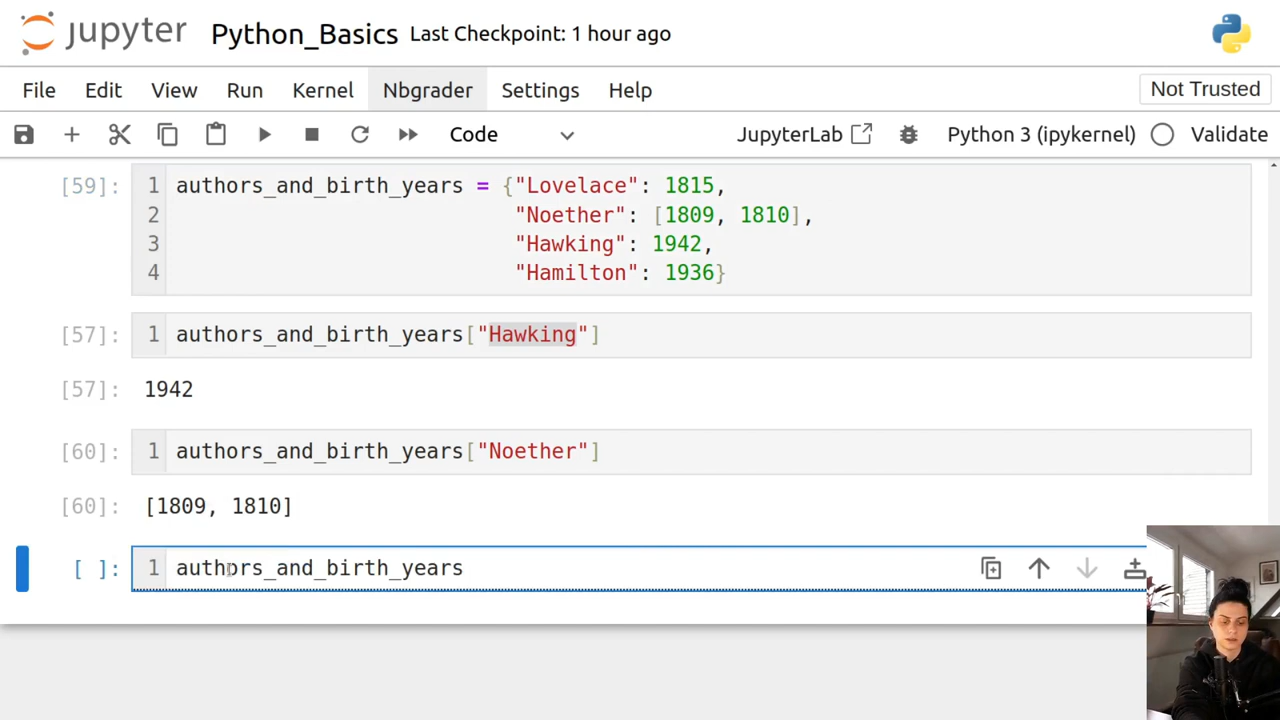 jupyter Python_Basics Last Checkpoint: 1 hour ago
File Edit View Run Kernel Nbgrader Settings Help Not Trusted
Code JupyterLab Python 3 (ipykernel) Validate
[59]: 1 authors_and_birth_years = {"Lovelace": 1815,
2 "Noether": [1809, 1810],
3 "Hawking": 1942,
4 "Hamilton": 1936}
[57]: 1 authors_and_birth_years["Hawking"]
[57]: 1942
[60]: 1 authors_and_birth_years["Noether"]
[60]: [1809, 1810]
[ ]: 1 authors_and_birth_years